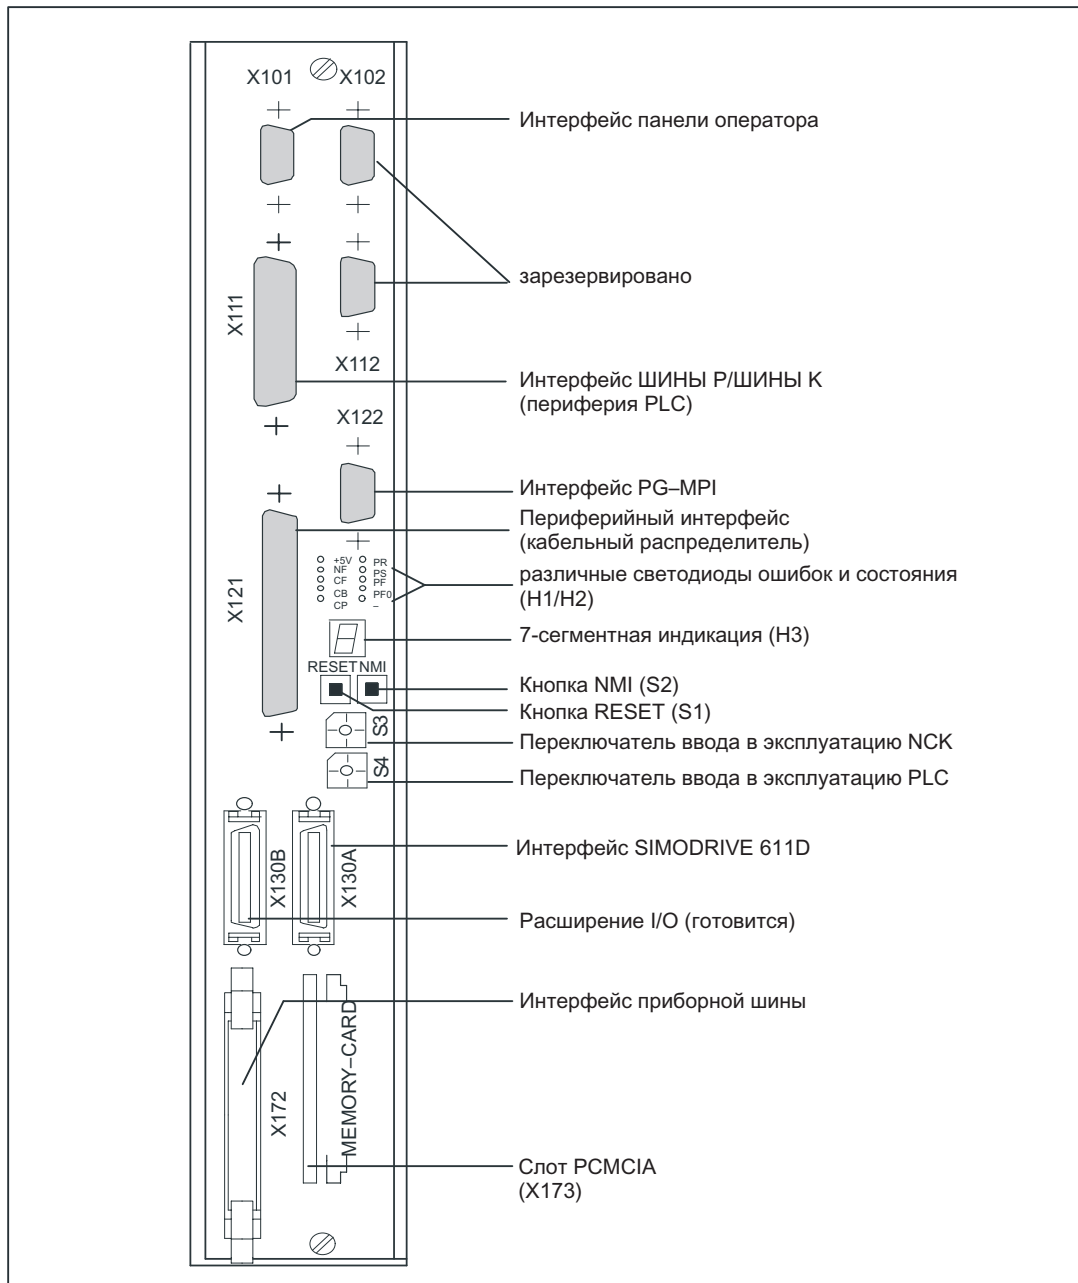 X101
X102
Интерфейс панели оператора
зарезервировано
X111
X112
Интерфейс ШИНЫ P/ШИНЫ K
(периферия PLC)
X122
Интерфейс PG–MPI
Периферийный интерфейс
(кабельный распределитель)
+5V
PR
NF
PS
CF
PF
CB
PF0
CP
–
различные светодиоды ошибок и состояния
(H1/H2)
X121
7-сегментная индикация (H3)
RESET
NMI
Кнопка NMI (S2)
Кнопка RESET (S1)
S3
Переключатель ввода в эксплуатацию NCK
S4
Переключатель ввода в эксплуатацию PLC
X130B
X130A
Интерфейс SIMODRIVE 611D
Расширение I/O (готовится)
Интерфейс приборной шины
X172
MEMORY–CARD
Слот PCMCIA
(X173)